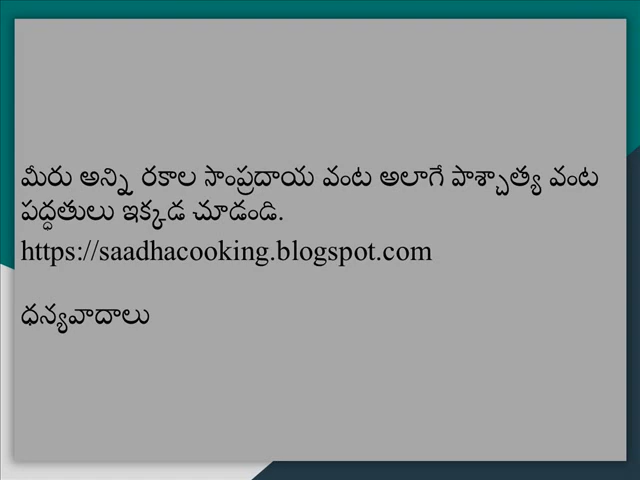 మీరు అన్ని రకాల సాంప్రదాయ వంట అలాగే పాశ్చాత్య వంట
పద్ధతులు ఇక్కడ చూడండి.
https://saadhacooking.blogspot.com
ధన్యవాదాలు